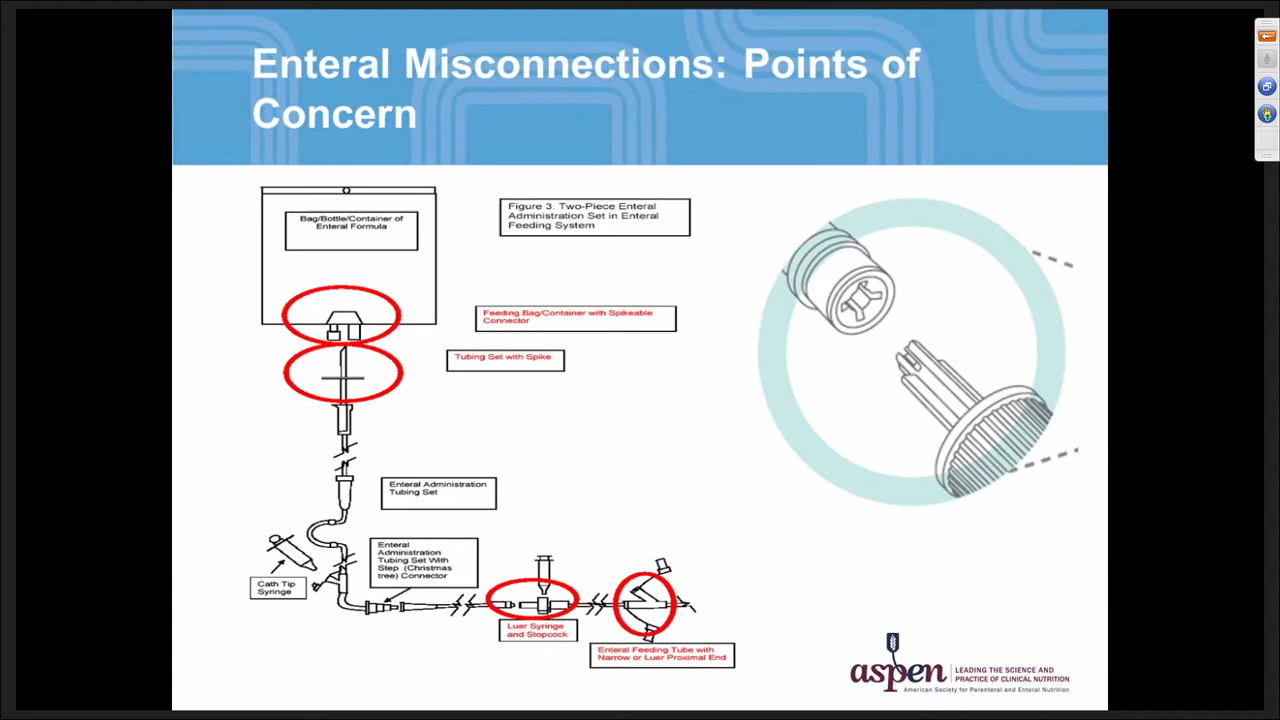 Enteral Misconnections: Points of
Concern
Bag/Bottle/Container of
Enteral Formula
Figure 3. Two-Piece Enteral
Administration Set in Enteral
Feeding System
Feeding Bag/Container with Spikeable
Connector
Tubing Set with Spike
Enteral Administration
Tubing Set
Enteral
Administration
Tubing Set With
Step (Christmas
tree) Connector
Cath Tip
Syringe
Luer Syringe
and Stopcock
Enteral Feeding Tube with
Narrow or Luer Proximal End
aspen
LEADING THE SCIENCE AND
PRACTICE OF CLINICAL NUTRITION
American Society for Parenteral and Enteral Nutrition